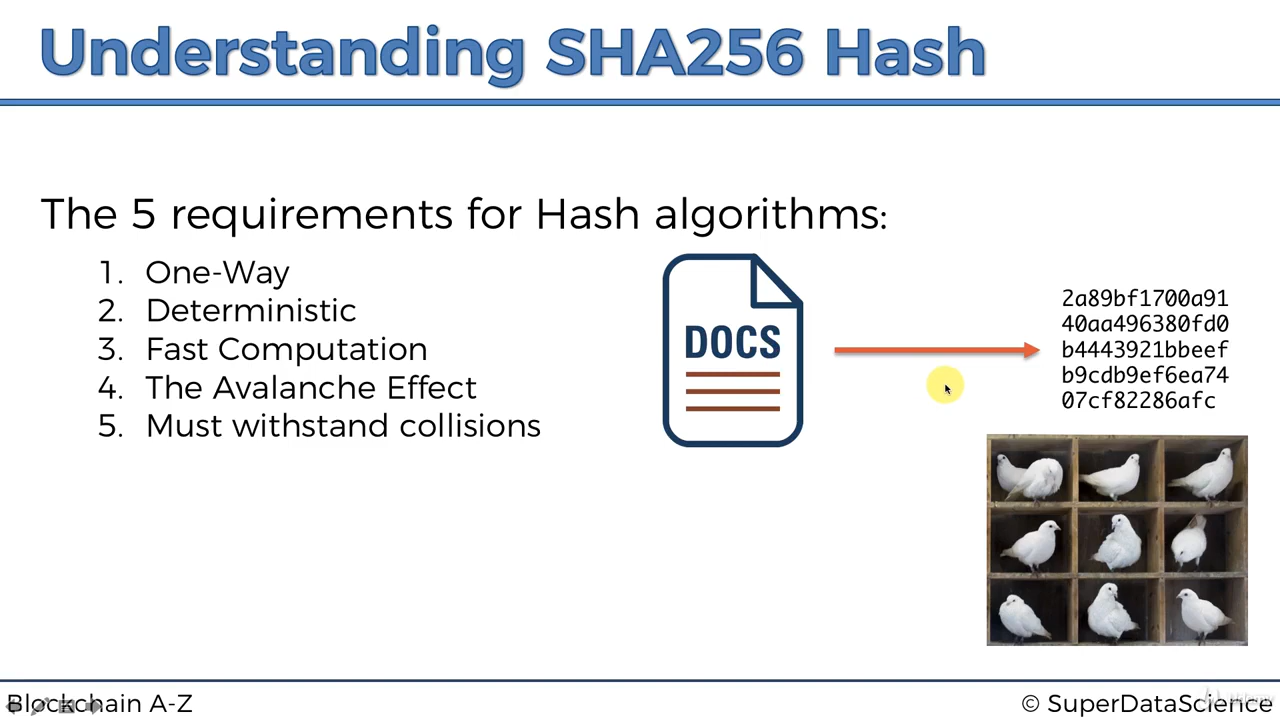 Understanding SHA256 Hash
The 5 requirements for Hash algorithms:
1. One-Way
2. Deterministic
3. Fast Computation
4. The Avalanche Effect
5. Must withstand collisions
DOCS
2a89bf1700a91
40aa496380fd0
b4443921bbeef
b9cdb9ef6ea74
07cf82286afc
Blockchain A-Z
© SuperDataScience